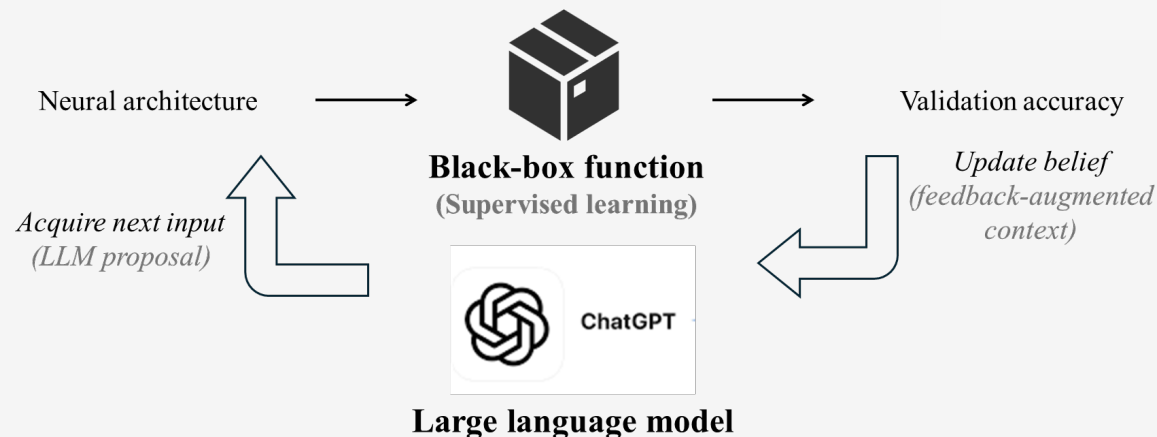 Neural architecture
Validation accuracy
Black-box function
(Supervised learning)
Update belief
(feedback-augmented
context)
Acquire next input
(LLM proposal)
ChatGPT
Large language model